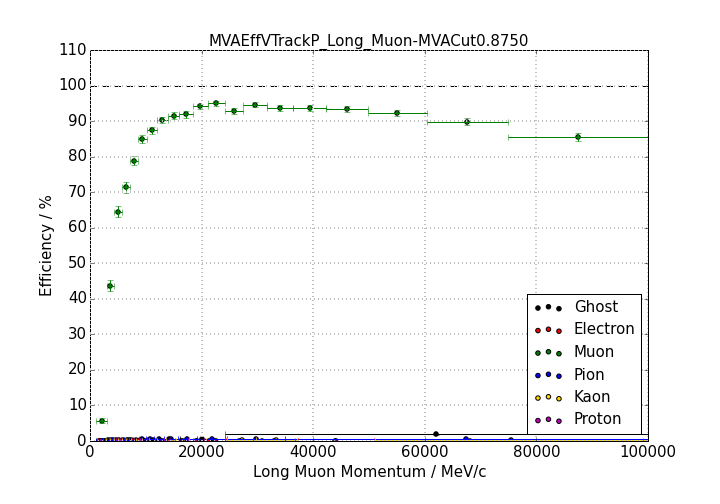 MVAEffVTrackP_Long_Muon-MVACut0.8750
110
100
90
80
70
60
50
40
30
20
10
0
Efficiency / %
Ghost
Electron
Muon
Pion
Kaon
Proton
0 20000 40000 60000 80000 100000
Long Muon Momentum / MeV/c